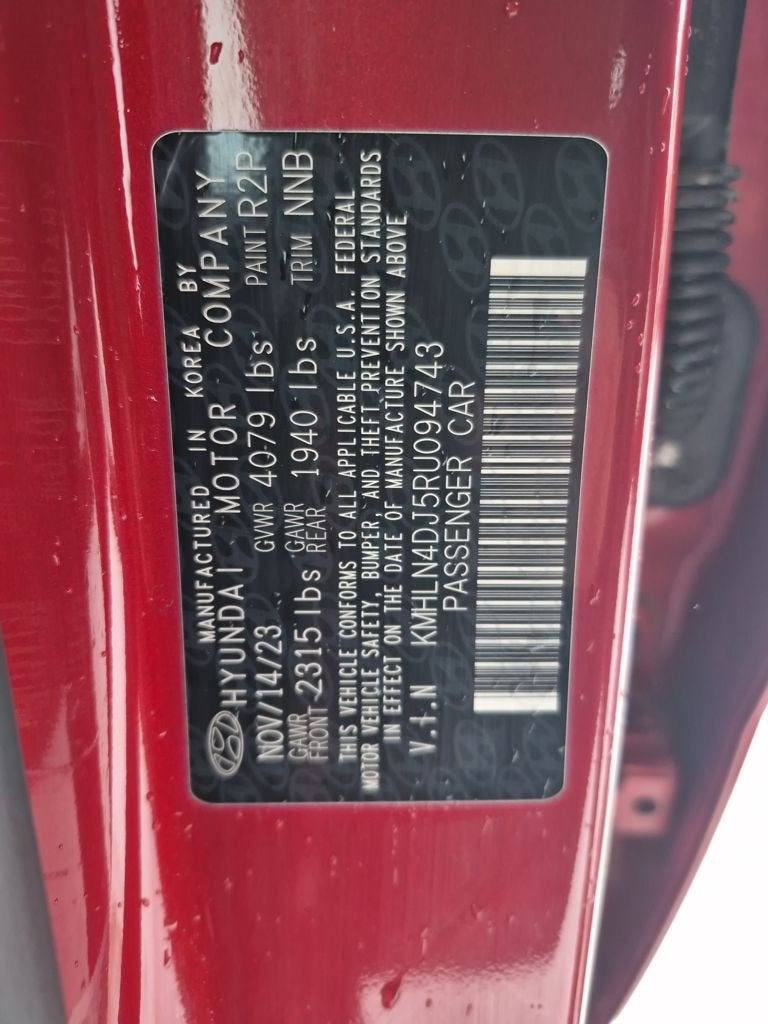 MANUFACTURED IN KOREA BY
HYUNDAI MOTOR COMPANY
NOV/14/23 GVWR 4079 lbs PAINT R2P
GAWR FRONT 2315 lbs GAWR REAR 1940 lbs TRIM NNB
THIS VEHICLE CONFORMS TO ALL APPLICABLE U.S.A. FEDERAL
MOTOR VEHICLE SAFETY, BUMPER, AND THEFT PREVENTION STANDARDS
IN EFFECT ON THE DATE OF MANUFACTURE SHOWN ABOVE
V.I.N KMHLN4DJ5RU094743
PASSENGER CAR